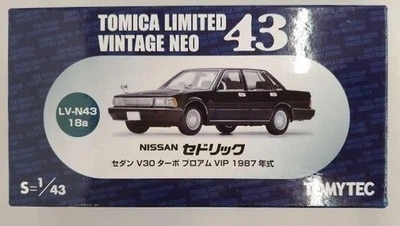 TOMICA LIMITED
VINTAGE NEO 43
LV-N43
18a
NISSAN セドリック
セダン V30 ターボ ブロアム VIP 1987 年式
S=1/43
TOMYTEC